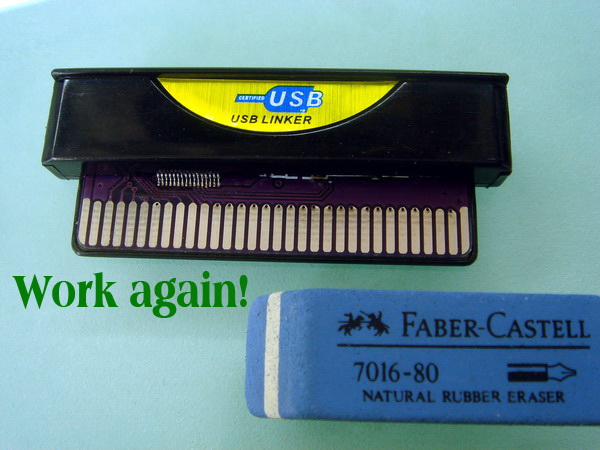 CERTIFIED USB
USB LINKER
Work again!
FABER-CASTELL
7016-80
NATURAL RUBBER ERASER